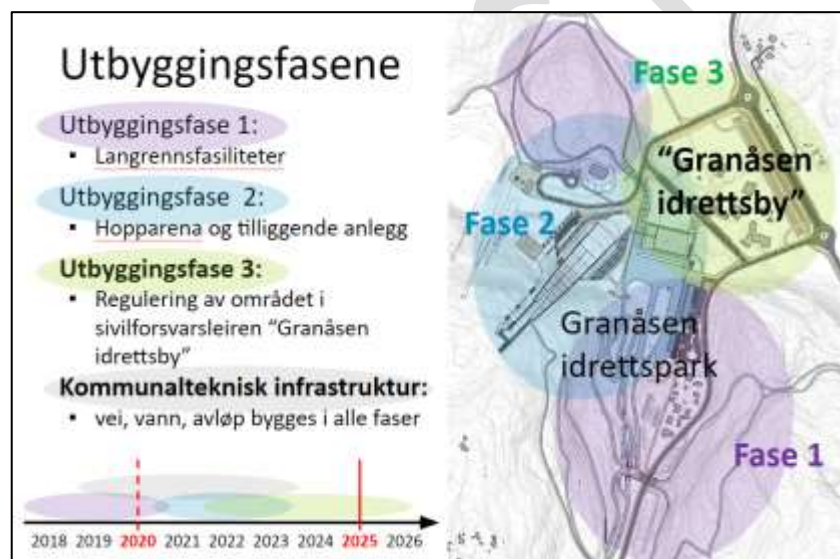 Utbyggingsfasene
Utbyggingsfase 1:
▪ Langrennsfasiliteter
Utbyggingsfase 2:
▪ Hopparena og tilliggende anlegg
Utbyggingsfase 3:
▪ Regulering av området i
sivilforsvarsleiren “Granåsen
idrettsby”
Kommunalteknisk infrastruktur:
▪ vei, vann, avløp bygges i alle faser
2018 2019 2020 2021 2022 2023 2024 2025 2026
Fase 3
“Granåsen
idrettsby”
Fase 2
Granåsen
idrettspark
Fase 1